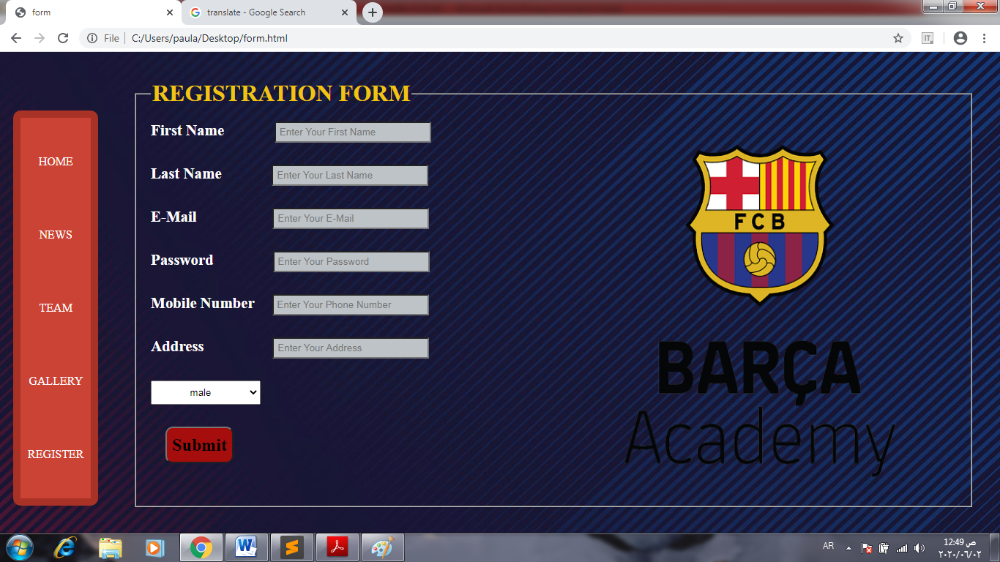 form
translate - Google Search
File
C:/Users/paula/Desktop/form.html
IT
HOME
NEWS
TEAM
GALLERY
REGISTER
REGISTRATION FORM
First Name
Enter Your First Name
Last Name
Enter Your Last Name
E-Mail
Enter Your E-Mail
Password
Enter Your Password
Mobile Number
Enter Your Phone Number
Address
Enter Your Address
male
Submit
FCB
BARÇA
Academy
AR
12:49 ص
٢٠٢٠/٠٦/٠٢